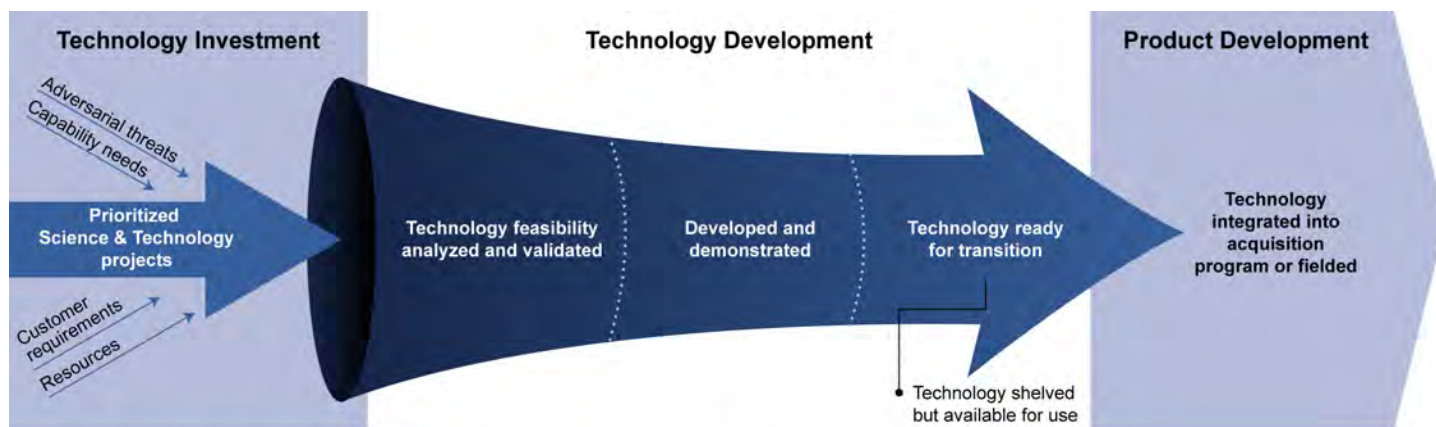 Technology Investment
Technology Development
Product Development
Adversarial threats
Capability needs
Prioritized
Science & Technology
projects
Customer
requirements
Resources
Technology feasibility
analyzed and validated
Developed and
demonstrated
Technology ready
for transition
Technology shelved
but available for use
Technology
integrated into
acquisition
program or fielded